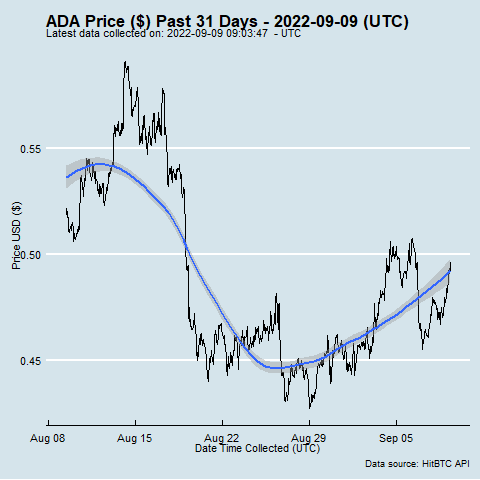 ADA Price ($) Past 31 Days - 2022-09-09 (UTC)
Latest data collected on: 2022-09-09 09:03:47 - UTC
0.55
0.50
0.45
Price USD ($)
Aug 08 Aug 15 Aug 22 Aug 29 Sep 05
Date Time Collected (UTC)
Data source: HitBTC API